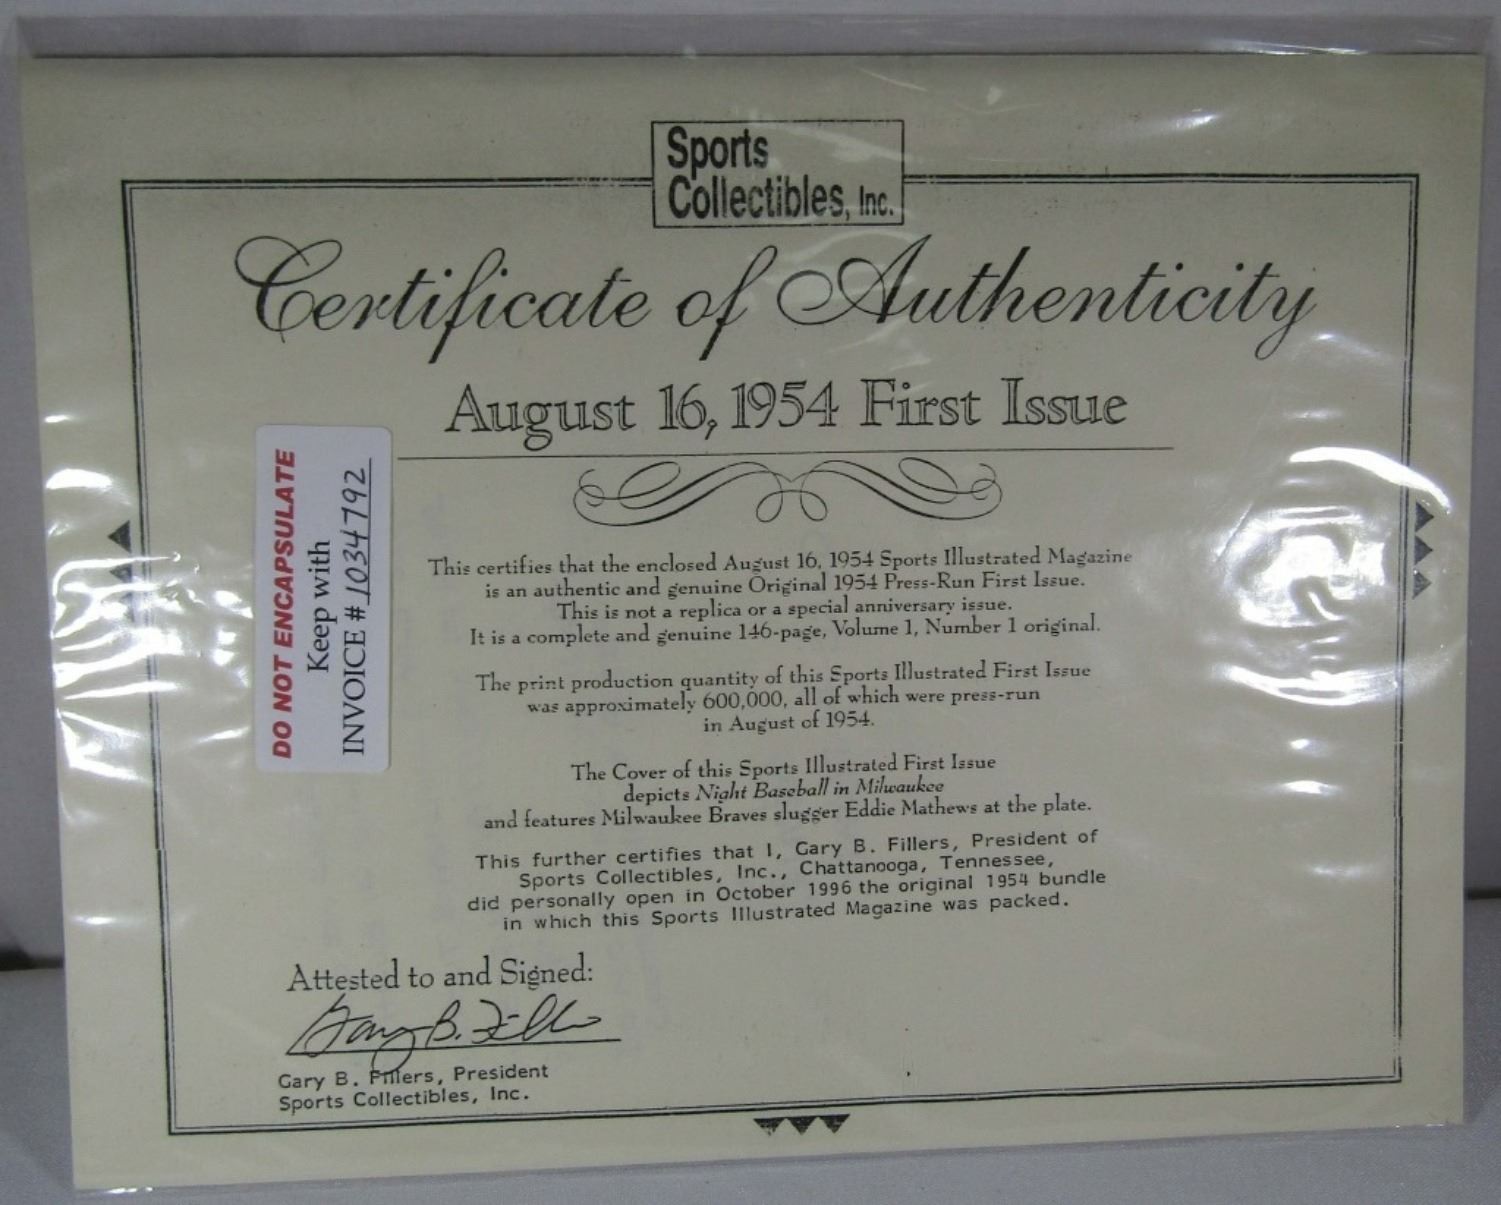 Sports
Collectibles, Inc.
Certificate of Authenticity
August 16, 1954 First Issue
DO NOT ENCAPSULATE
Keep with
INVOICE # 1034792
This certifies that the enclosed August 16, 1954 Sports Illustrated Magazine
is an authentic and genuine Original 1954 Press-Run First Issue.
This is not a replica or a special anniversary issue.
It is a complete and genuine 146-page, Volume 1, Number 1 original.
The print production quantity of this Sports Illustrated First Issue
was approximately 600,000, all of which were press-run
in August of 1954.
The Cover of this Sports Illustrated First Issue
depicts Night Baseball in Milwaukee
and features Milwaukee Braves slugger Eddie Mathews at the plate.
This further certifies that I, Gary B. Fillers, President of
Sports Collectibles, Inc., Chattanooga, Tennessee,
did personally open in October 1996 the original 1954 bundle
in which this Sports Illustrated Magazine was packed.
Attested to and Signed:
Gary B. Fillers
Gary B. Fillers, President
Sports Collectibles, Inc.